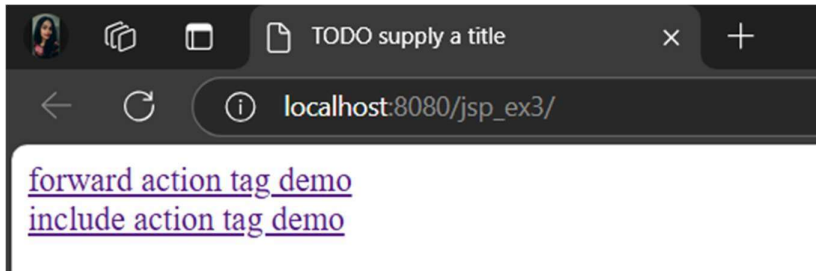 TODO supply a title
localhost:8080/jsp_ex3/
forward action tag demo
include action tag demo